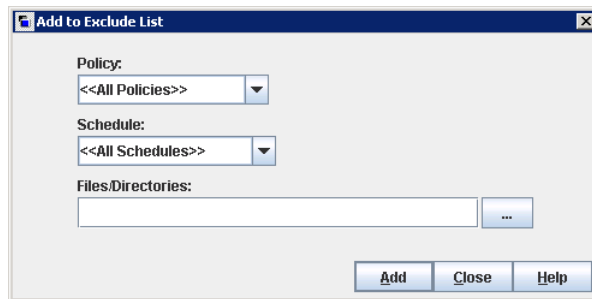 Add to Exclude List
Policy:
<<All Policies>>
Schedule:
<<All Schedules>>
Files/Directories:
...
Add Close Help